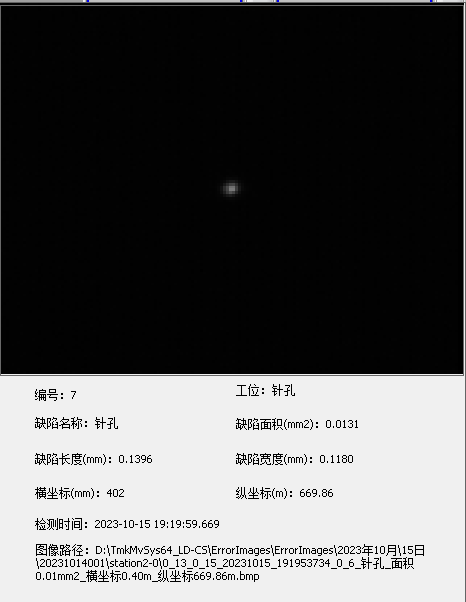 编号：7
工位：针孔
缺陷名称：针孔
缺陷面积(mm2)：0.0131
缺陷长度(mm)：0.1396
缺陷宽度(mm)：0.1180
横坐标(mm)：402
纵坐标(m)：669.86
检测时间：2023-10-15 19:19:59.669
图像路径：D:\TmkMvSys64_LD-CS\ErrorImages\ErrorImages\2023年10月\15日
\20231014001\station2-0\0_13_0_15_20231015_191953734_0_6_针孔_面积
0.01mm2_横坐标0.40m_纵坐标669.86m.bmp